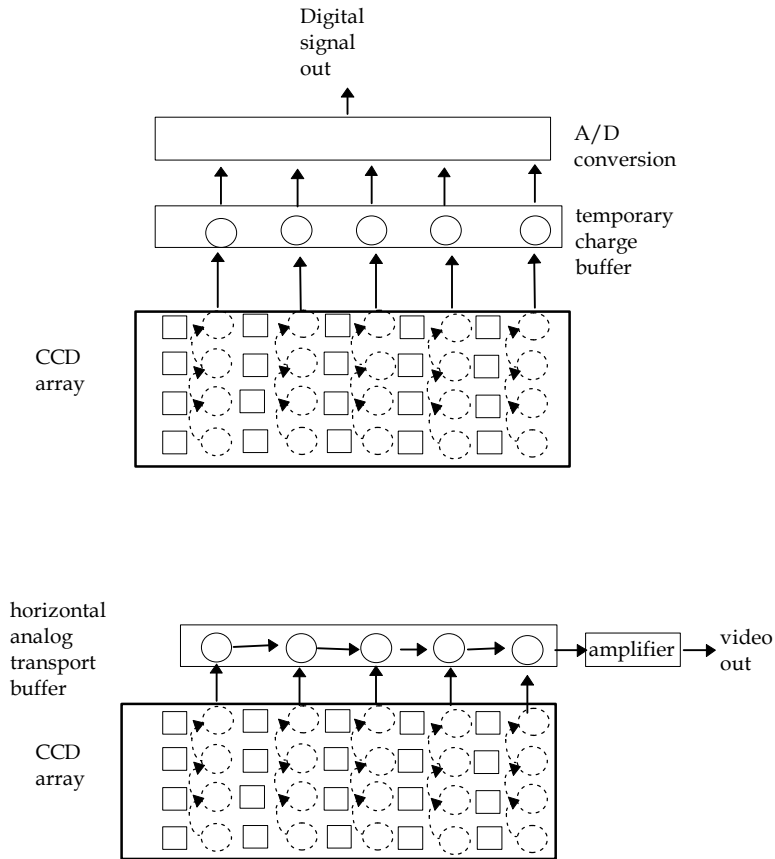 Digital
signal
out
A/D
conversion
temporary
charge
buffer
CCD
array
horizontal
analog
transport
buffer
amplifier
video
out
CCD
array